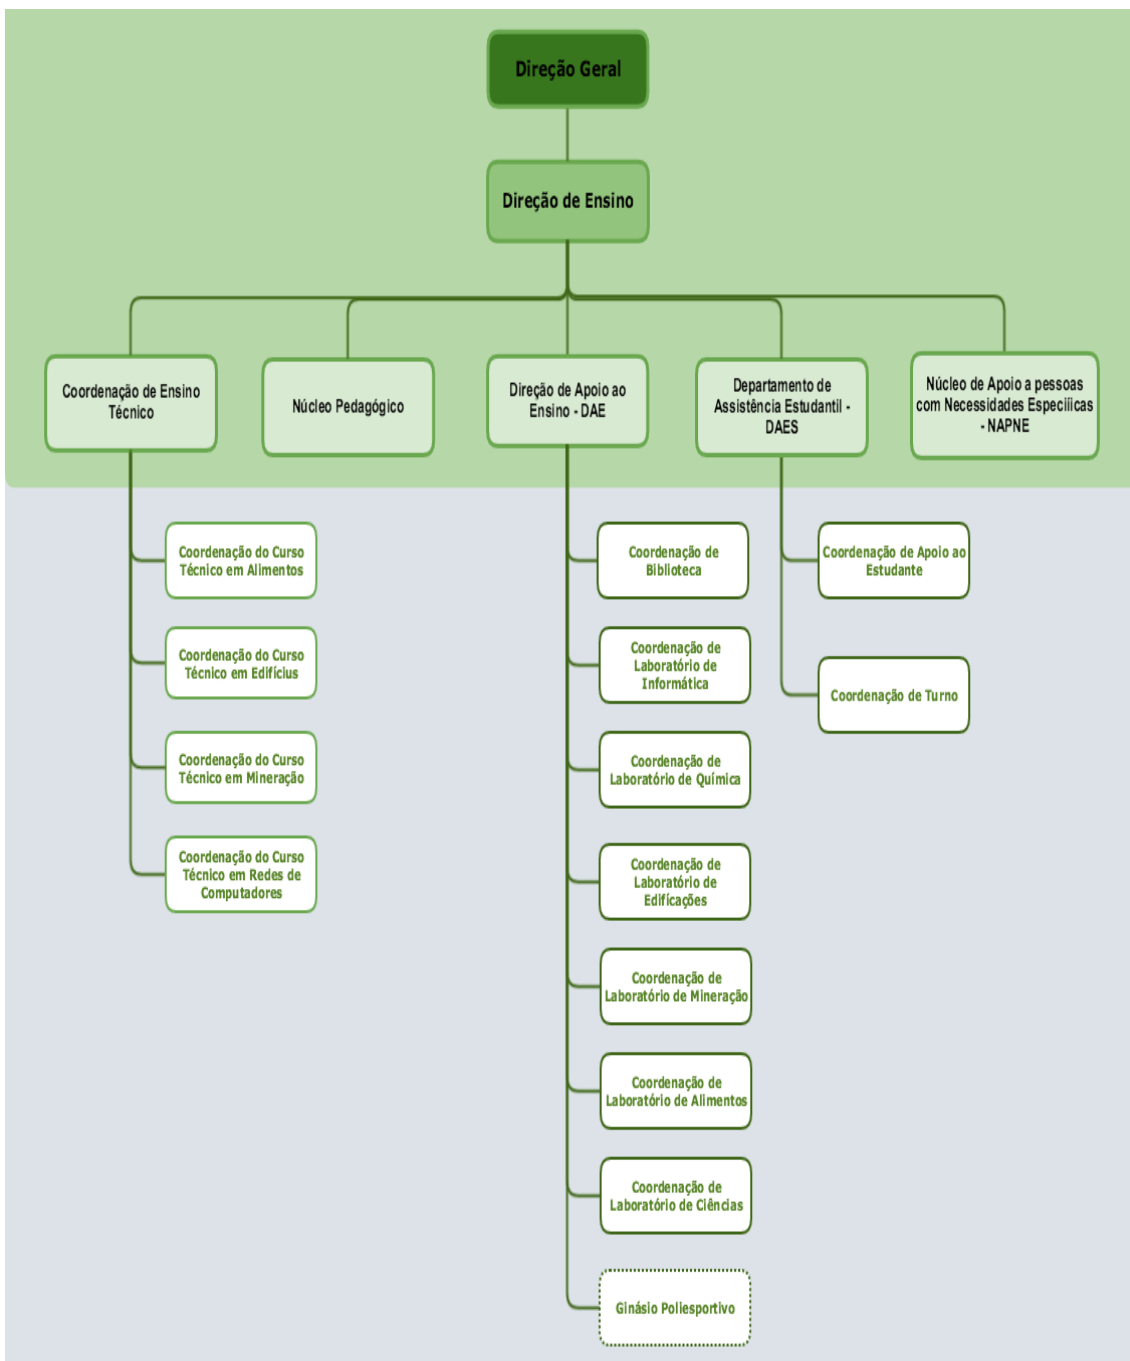 Direção Geral
Direção de Ensino
Coordenação de Ensino
Técnico
Núcleo Pedagógico
Direção de Apoio ao
Ensino - DAE
Departamento de
Assistência Estudantil -
DAES
Núcleo de Apoio a pessoas
com Necessidades Especiiicas
- NAPNE
Coordenação do Curso
Técnico em Alimentos
Coordenação do Curso
Técnico em Edifícius
Coordenação do Curso
Técnico em Mineração
Coordenação do Curso
Técnico em Redes de
Computadores
Coordenação de
Biblioteca
Coordenação de
Laboratório de
Informática
Coordenação de
Laboratório de Química
Coordenação de
Laboratório de
Edifícações
Coordenação de
Laboratório de Mineração
Coordenação de
Laboratório de Alimentos
Coordenação de
Laboratório de Ciências
Ginásio Poliesportivo
Coordenação de Apoio ao
Estudante
Coordenação de Turno